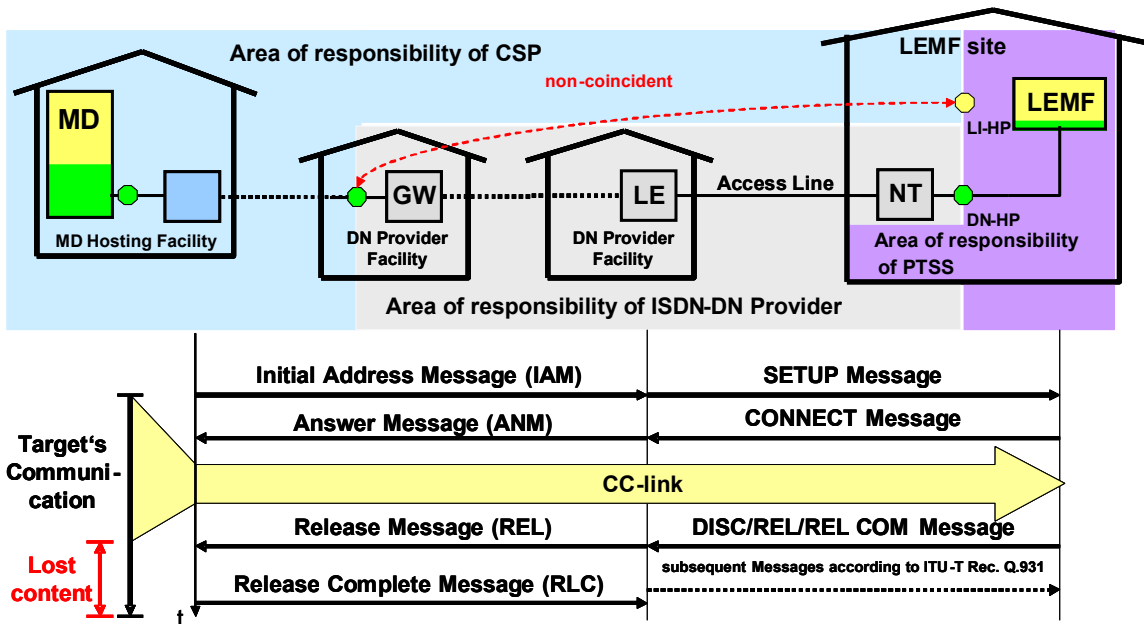 Area of responsibility of CSP
LEMF site
non-coincident
MD
LEMF
LI-HP
GW
LE
Access Line
NT
DN-HP
MD Hosting Facility
DN Provider
Facility
DN Provider
Facility
Area of responsibility
of PTSS
Area of responsibility of ISDN-DN Provider
Initial Address Message (IAM)
SETUP Message
Answer Message (ANM)
CONNECT Message
Target's
Communi-
cation
CC-link
Release Message (REL)
DISC/REL/REL COM Message
Lost
content
subsequent Messages according to ITU-T Rec. Q.931
Release Complete Message (RLC)
t